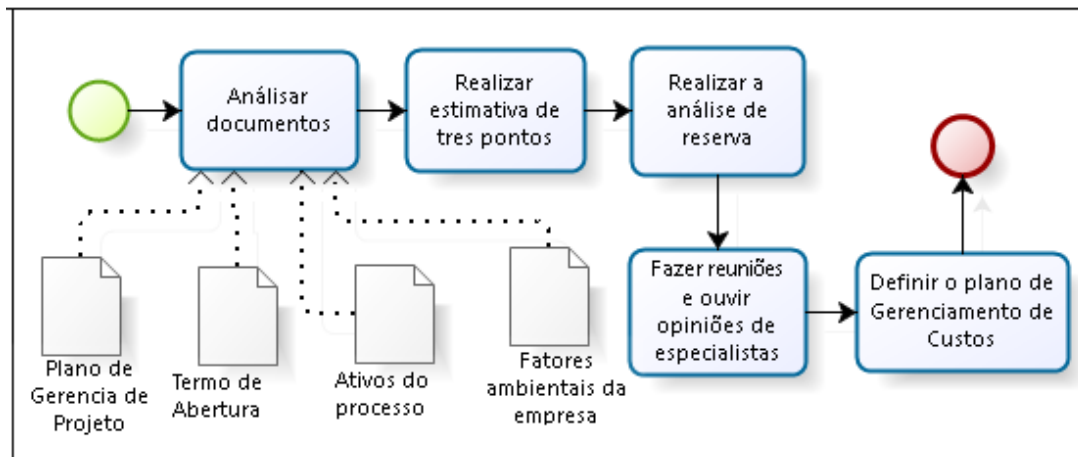 Análisar
documentos
Realizar
estimativa de
tres pontos
Realizar a
análise de
reserva
Fazer reuniões
e ouvir
opiniões de
especialistas
Definir o plano de
Gerenciamento de
Custos
Plano de
Gerencia de
Projeto
Termo de
Abertura
Ativos do
processo
Fatores
ambientais da
empresa